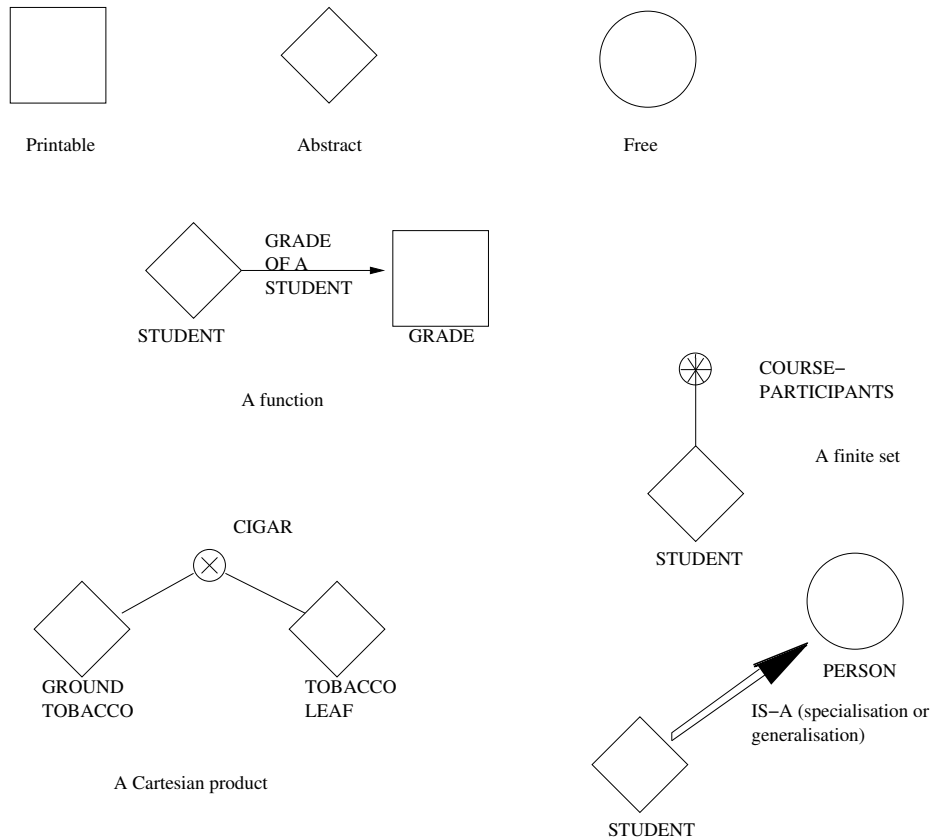 Printable
Abstract
Free
GRADE
OF A
STUDENT
STUDENT
GRADE
A function
COURSE−
PARTICIPANTS
A finite set
STUDENT
CIGAR
GROUND
TOBACCO
TOBACCO
LEAF
A Cartesian product
PERSON
IS−A (specialisation or
generalisation)
STUDENT